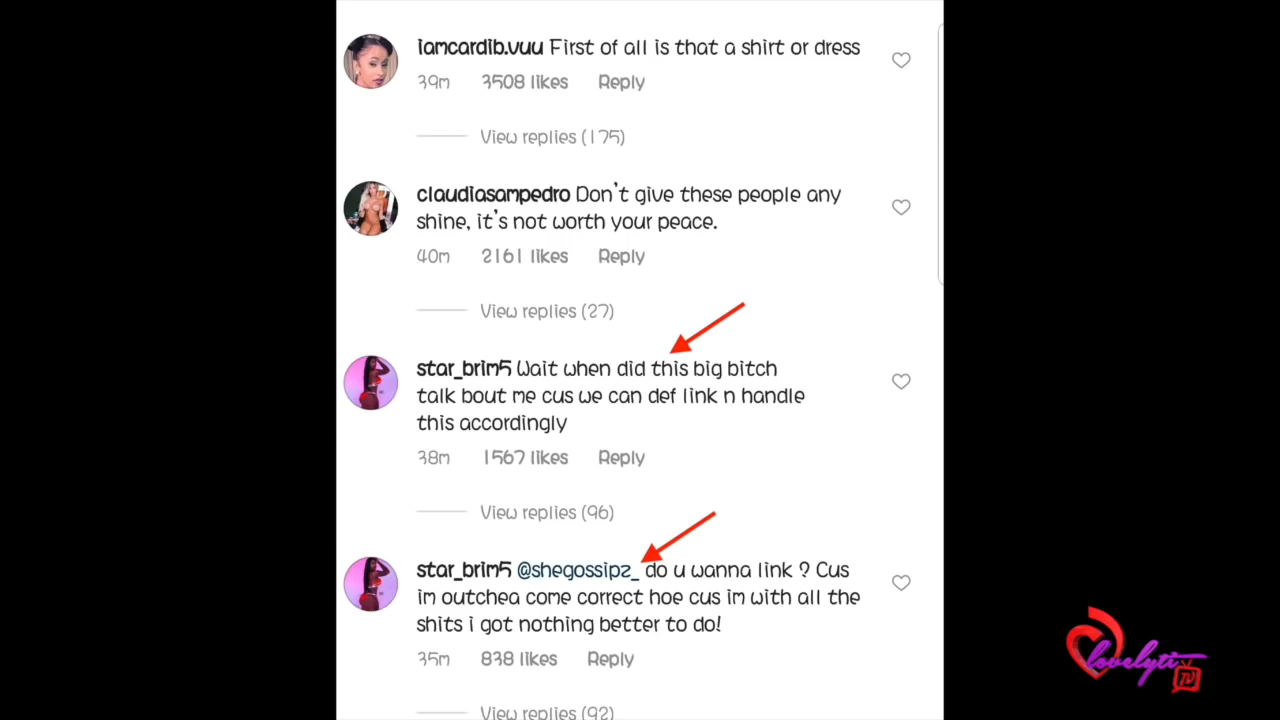 iamcardib.vuu First of all is that a shirt or dress
39m 3508 likes Reply
View replies (175)
claudiasampedro Don't give these people any
shine, it's not worth your peace.
40m 2161 likes Reply
View replies (27)
star_brim5 Wait when did this big bitch
talk bout me cus we can def link n handle
this accordingly
38m 1567 likes Reply
View replies (96)
star_brim5 @shegossipz_ do u wanna link ? Cus
im outchea come correct hoe cus im with all the
shits i got nothing better to do!
35m 838 likes Reply
View replies (92)
lovelyti
TV